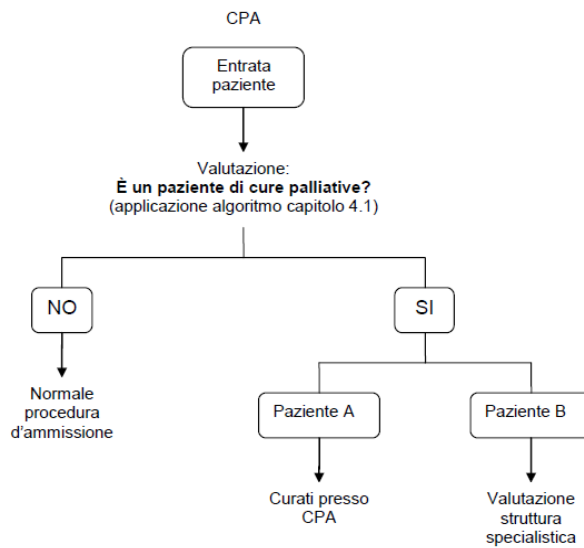 CPA
Entrata
paziente
Valutazione:
È un paziente di cure palliative?
(applicazione algoritmo capitolo 4.1)
NO
SI
Normale
procedura
d'ammissione
Paziente A
Paziente B
Curati presso
CPA
Valutazione
struttura
specialistica